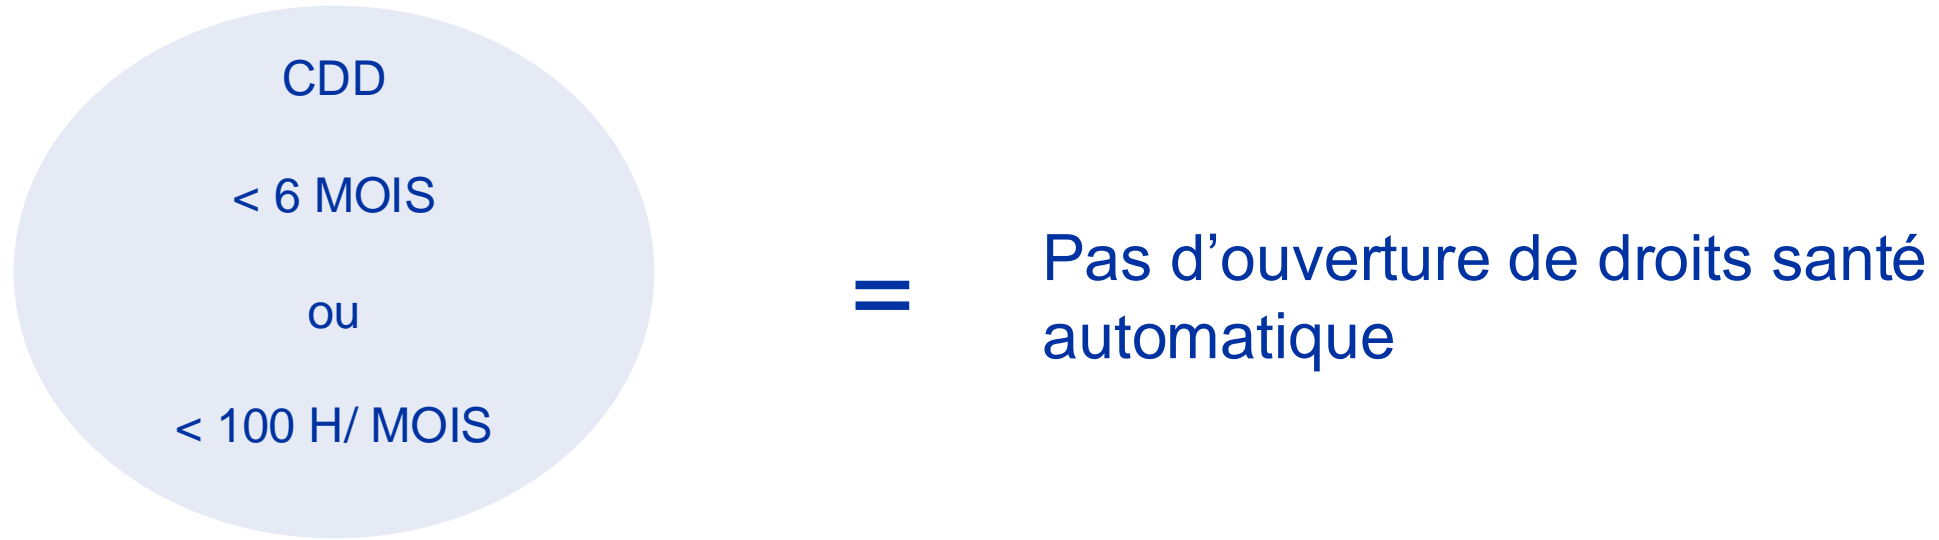 CDD
< 6 MOIS
ou
< 100 H/ MOIS
=
Pas d’ouverture de droits santé
automatique